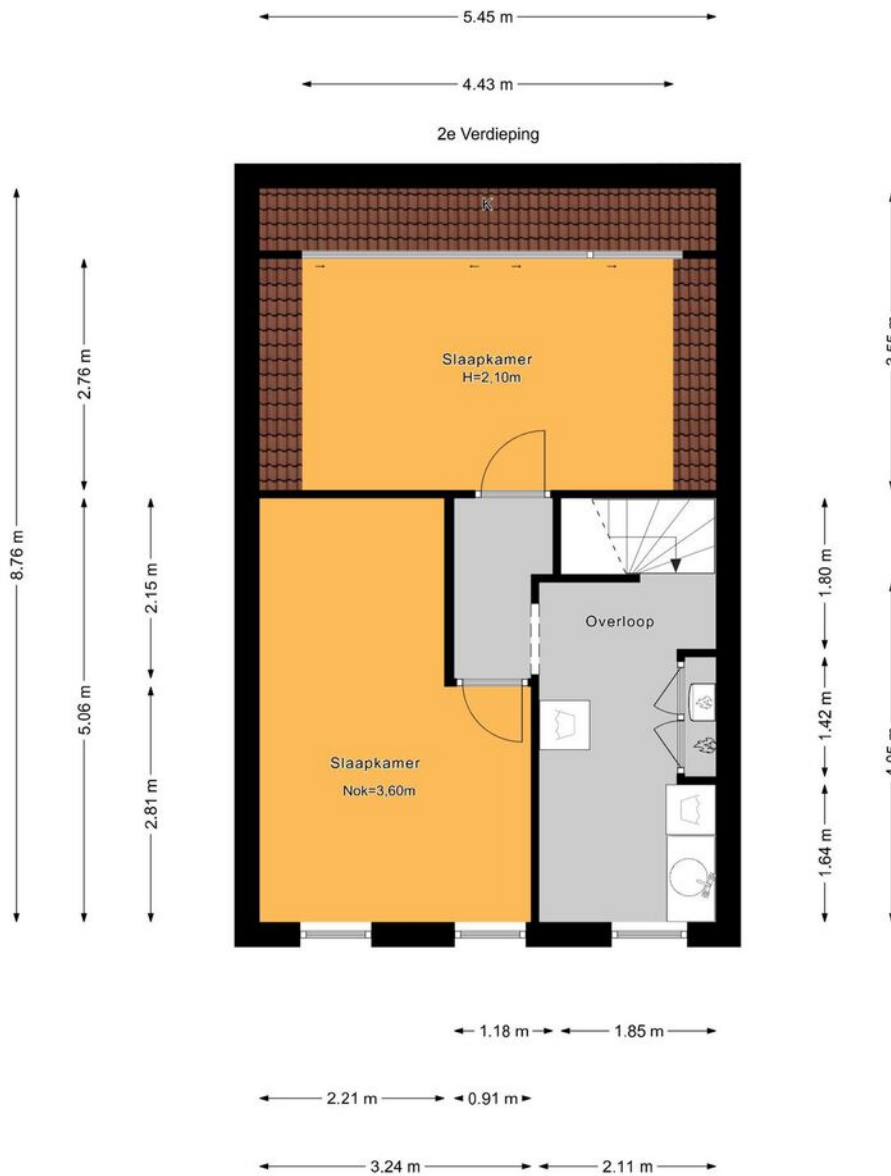 5.45 m
4.43 m
2e Verdieping
K
Slaapkamer
H=2,10m
8.76 m
2.76 m
5.06 m
2.15 m
2.81 m
Overloop
1.80 m
1.42 m
1.64 m
Slaapkamer
Nok=3,60m
1.18 m
1.85 m
2.21 m
0.91 m
3.24 m
2.11 m